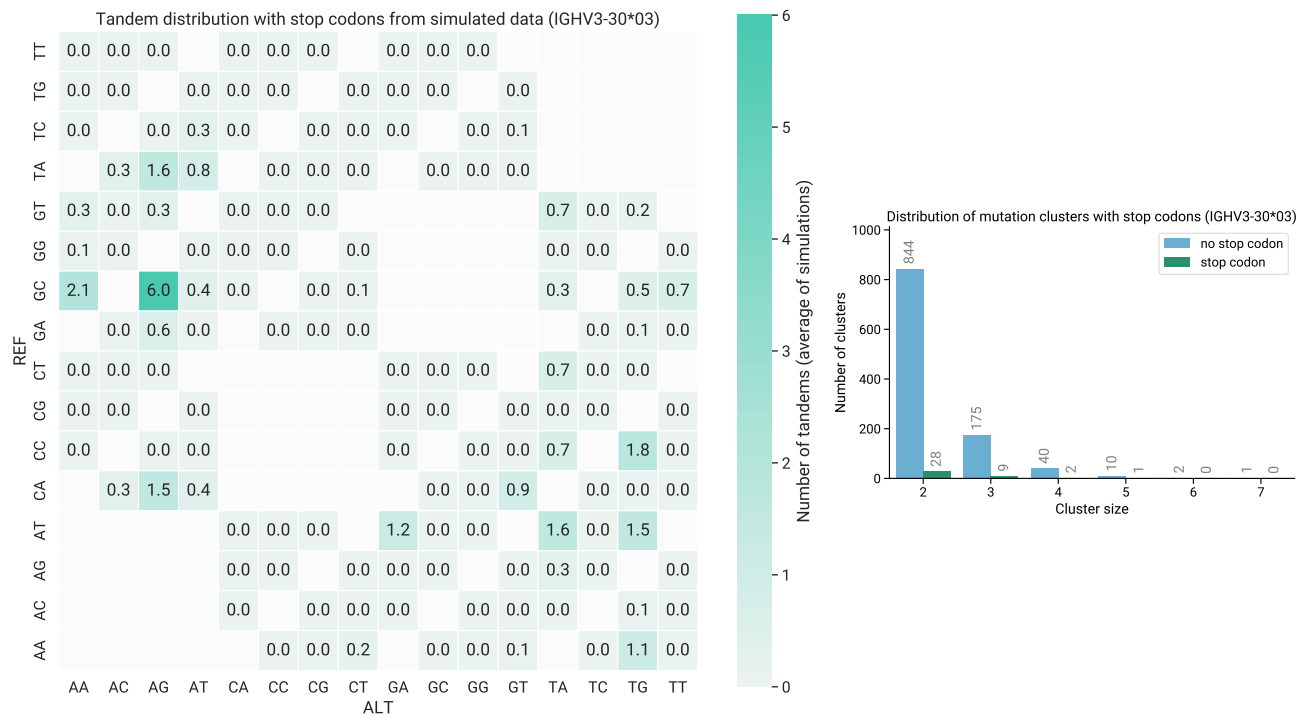 Tandem distribution with stop codons from simulated data (IGHV3-30*03)
TT 0.0 0.0 0.0 0.0 0.0 0.0 0.0 0.0 0.0
TG 0.0 0.0 0.0 0.0 0.0 0.0 0.0 0.0 0.0
TC 0.0 0.0 0.3 0.0 0.0 0.0 0.0 0.0 0.1
TA 0.3 1.6 0.8 0.0 0.0 0.0 0.0 0.0 0.0
GT 0.3 0.0 0.3 0.0 0.0 0.0 0.7 0.0 0.2
GG 0.1 0.0 0.0 0.0 0.0 0.0 0.0 0.0 0.0
GC 2.1 6.0 0.4 0.0 0.0 0.1 0.3 0.5 0.7
GA 0.0 0.6 0.0 0.0 0.0 0.0 0.0 0.1 0.0
CT 0.0 0.0 0.0 0.0 0.0 0.0 0.7 0.0 0.0
CG 0.0 0.0 0.0 0.0 0.0 0.0 0.0 0.0 0.0
CC 0.0 0.0 0.0 0.0 0.0 0.0 0.7 1.8 0.0
CA 0.3 1.5 0.4 0.0 0.0 0.9 0.0 0.0 0.0
AT 0.0 0.0 0.0 1.2 0.0 0.0 1.6 0.0 1.5
AG 0.0 0.0 0.0 0.0 0.0 0.0 0.3 0.0 0.0
AC 0.0 0.0 0.0 0.0 0.0 0.0 0.0 0.1 0.0
AA 0.0 0.0 0.2 0.0 0.0 0.1 0.0 1.1 0.0
AA AC AG AT CA CC CG CT GA GC GG GT TA TC TG TT
ALT
REF
6
5
4
3
2
1
0
Number of tandems (average of simulations)
Distribution of mutation clusters with stop codons (IGHV3-30*03)
no stop codon
stop codon
1000
800
600
400
200
0
Number of clusters
844 28 175 9 40 2 10 1 2 0 1 0
2 3 4 5 6 7
Cluster size